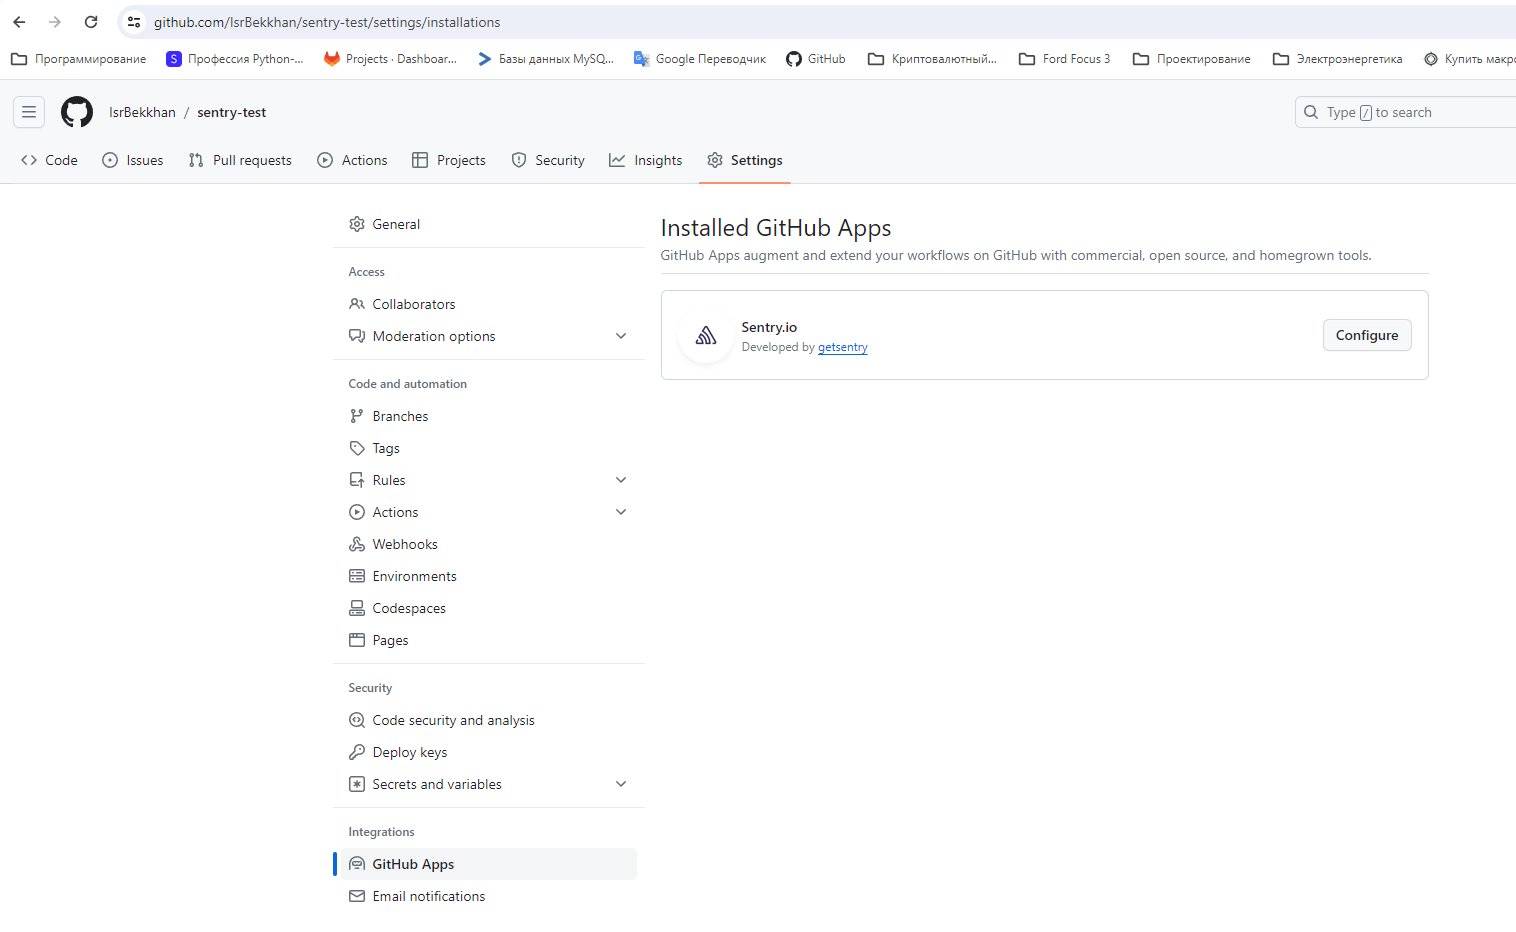 github.com/IsrBekkhan/sentry-test/settings/installations
Программирование S Профессия Python-... Projects · Dashboar... Базы данных MySQ... Google Переводчик GitHub Криптовалютный... Ford Focus 3 Проектирование Электроэнергетика Купить макро
IsrBekkhan / sentry-test Type / to search
Code Issues Pull requests Actions Projects Security Insights Settings
General
Access
Collaborators
Moderation options
Code and automation
Branches
Tags
Rules
Actions
Webhooks
Environments
Codespaces
Pages
Security
Code security and analysis
Deploy keys
Secrets and variables
Integrations
GitHub Apps
Email notifications
Installed GitHub Apps
GitHub Apps augment and extend your workflows on GitHub with commercial, open source, and homegrown tools.
Sentry.io
Developed by getsentry
Configure